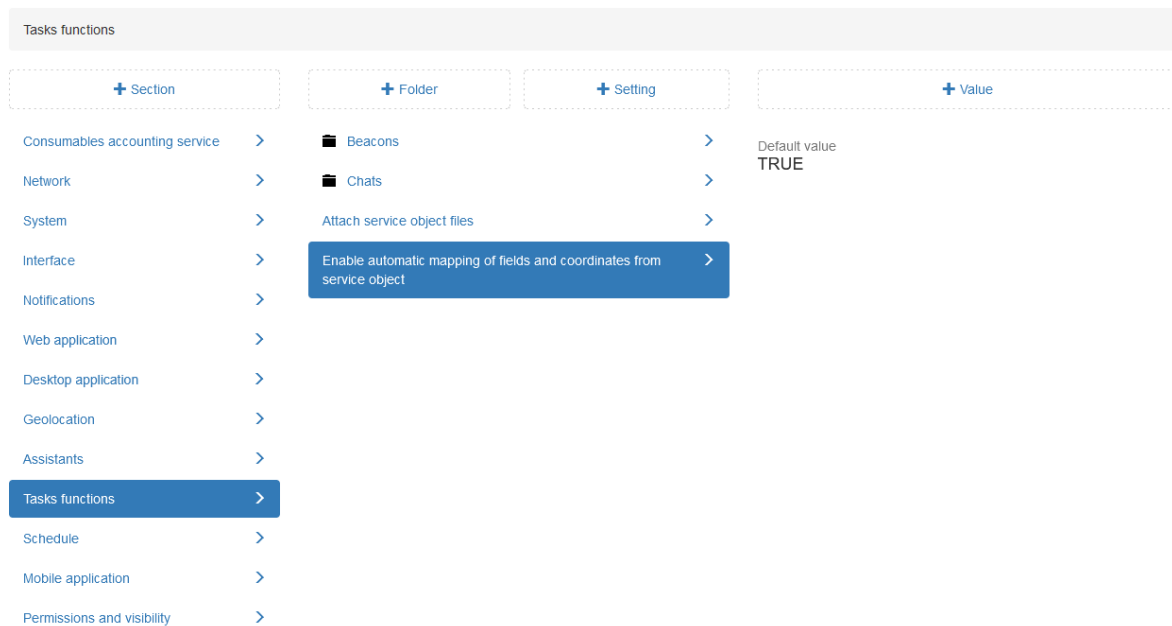 Tasks functions
Section
Folder
Setting
Value
Consumables accounting service
Network
System
Interface
Notifications
Web application
Desktop application
Geolocation
Assistants
Tasks functions
Schedule
Mobile application
Permissions and visibility
Beacons
Chats
Attach service object files
Enable automatic mapping of fields and coordinates from
service object
Default value
TRUE